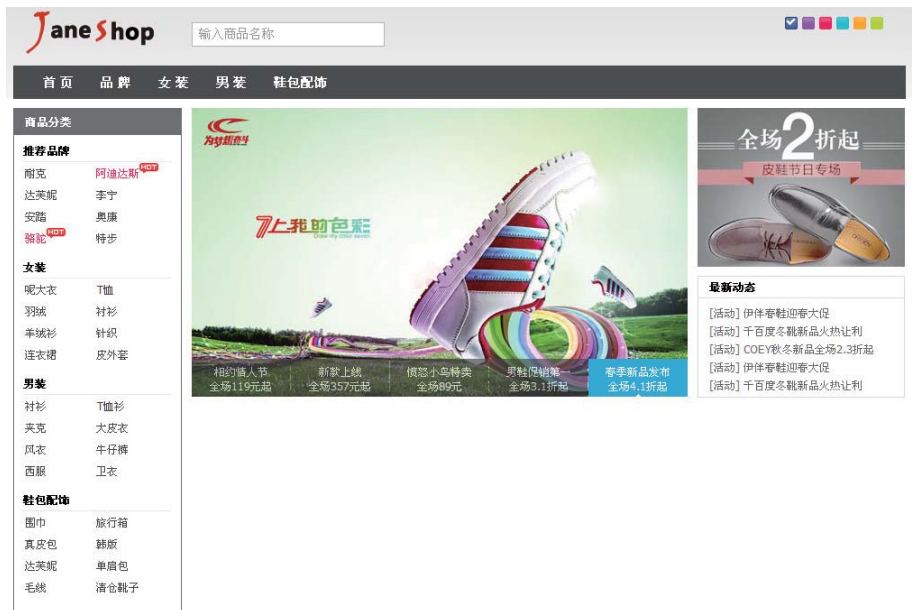 Jane Shop
输入商品名称
首页 品牌 女装 男装 鞋包配饰
商品分类
推荐品牌
耐克 阿迪达斯 HOT
达芙妮 李宁
安踏 奥康
骆驼 HOT 特步
女装
呢大衣 T恤
羽绒 衬衫
羊绒衫 针织
连衣裙 皮外套
男装
衬衫 T恤衫
夹克 大皮衣
风衣 牛仔裤
西服 卫衣
鞋包配饰
围巾 旅行箱
真皮包 韩版
达芙妮 单肩包
毛线 清仓靴子
为梦想奋斗
7上我的色彩
相约情人节
全场119元起
新款上线
全场357元起
愤怒小鸟特卖
全场89元
男鞋促销第一
全场3.1折起
春季新品发布
全场4.1折起
全场2折起
皮鞋节日专场
最新动态
[活动] 伊伴春鞋迎春大促
[活动] 千百度冬靴新品火热让利
[活动] COEY秋冬新品全场2.3折起
[活动] 伊伴春鞋迎春大促
[活动] 千百度冬靴新品火热让利